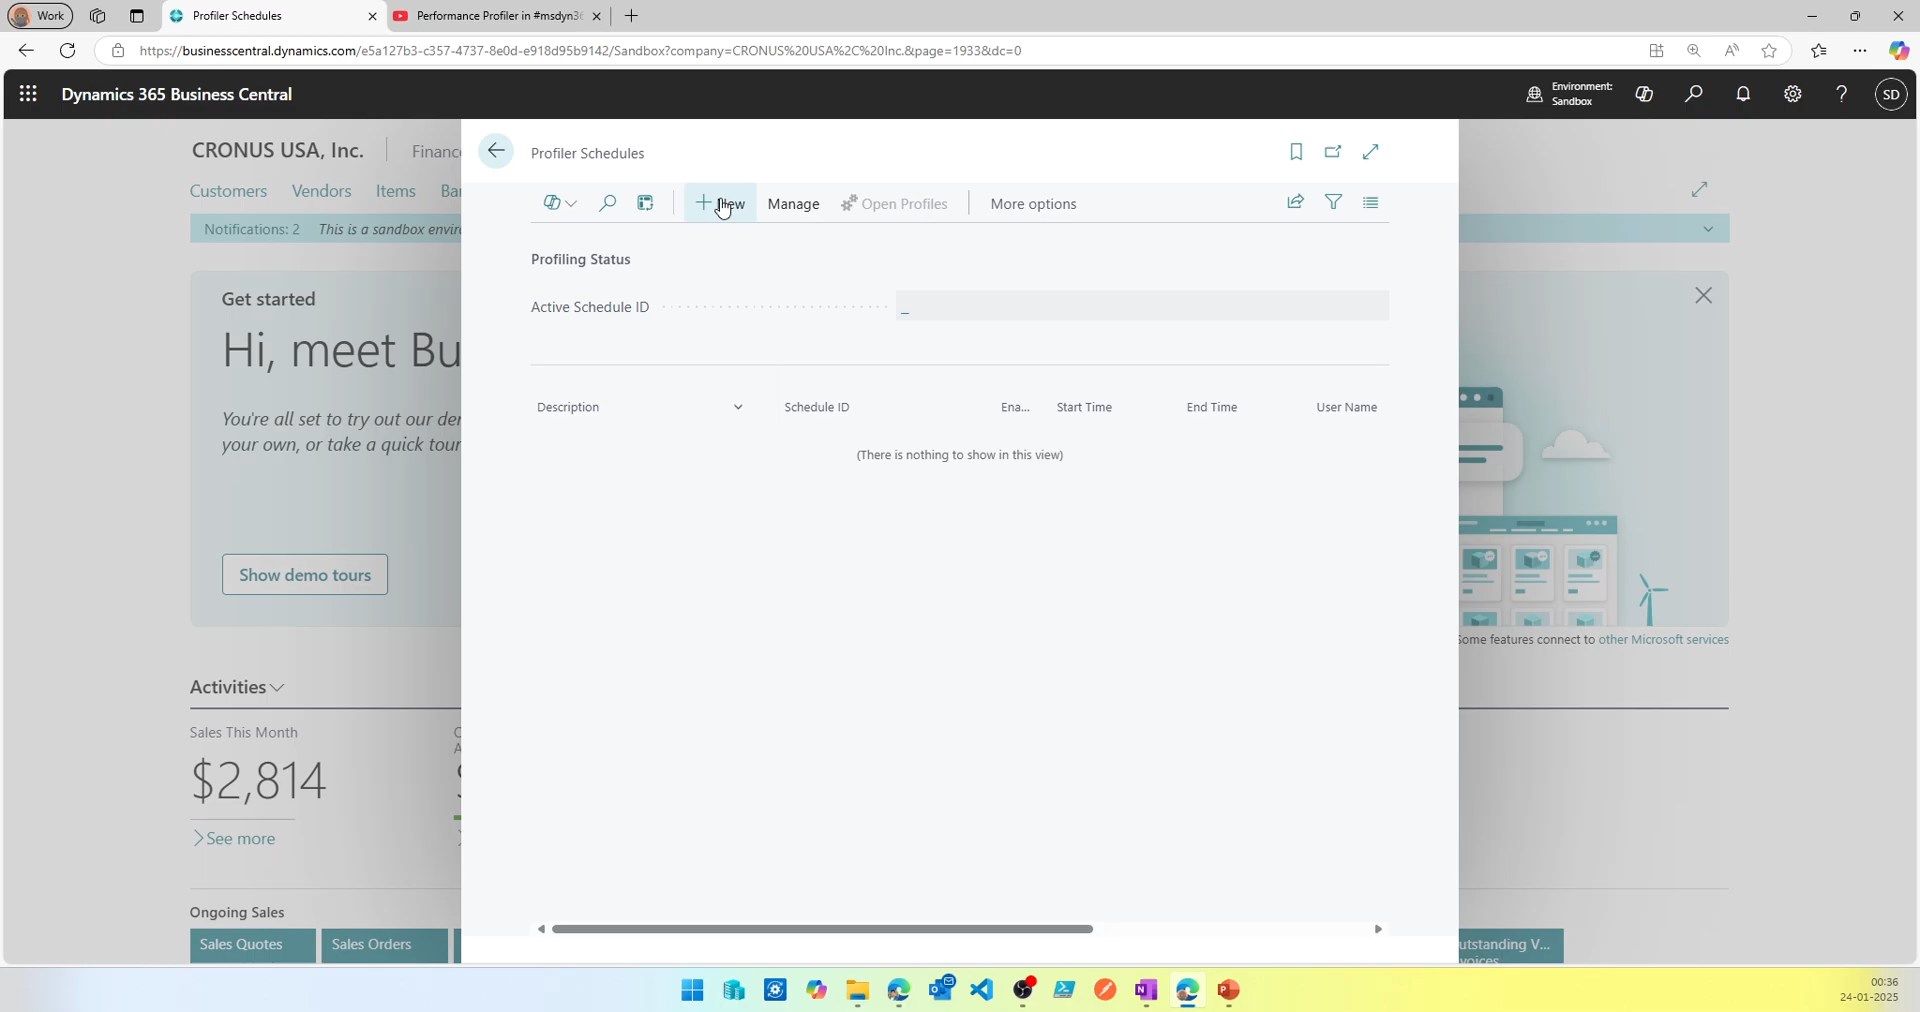 Work
Profiler Schedules
Performance Profiler in #msdyn36
https://businesscentral.dynamics.com/e5a127b3-c357-4737-8e0d-e918d95b9142/Sandbox?company=CRONUS%20USA%2C%20Inc.&page=1933&dc=0
Dynamics 365 Business Central
Environment:
Sandbox
SD
CRONUS USA, Inc.
Financ
Profiler Schedules
Customers
Vendors
Items
New
Manage
Open Profiles
More options
Notifications: 2
This is a sandbox envir
Profiling Status
Get started
Active Schedule ID
_
Hi, meet Bu
Description
Schedule ID
Ena...
Start Time
End Time
User Name
You're all set to try out our de
your own, or take a quick tour
(There is nothing to show in this view)
Show demo tours
Some features connect to other Microsoft services
Activities
Sales This Month
$2,814
See more
Ongoing Sales
Sales Quotes
Sales Orders
utstanding V...
voices
00:36
24-01-2025